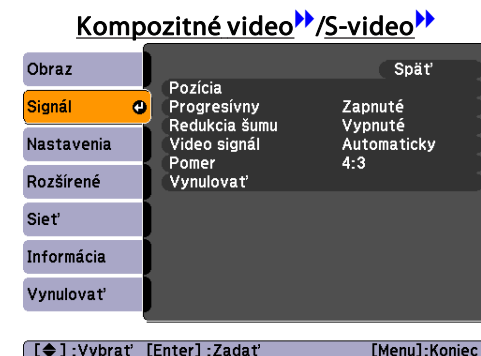 Kompozitné video/S-video
Obraz
Signál
Nastavenia
Rozšírené
Sieť
Informácia
Vynulovať
Späť
Pozícia
Progresívny Zapnuté
Redukcia šumu Vypnuté
Video signál Automaticky
Pomer 4:3
Vynulovať
[◆]:Vybrať [Enter]:Zadať [Menu]:Koniec